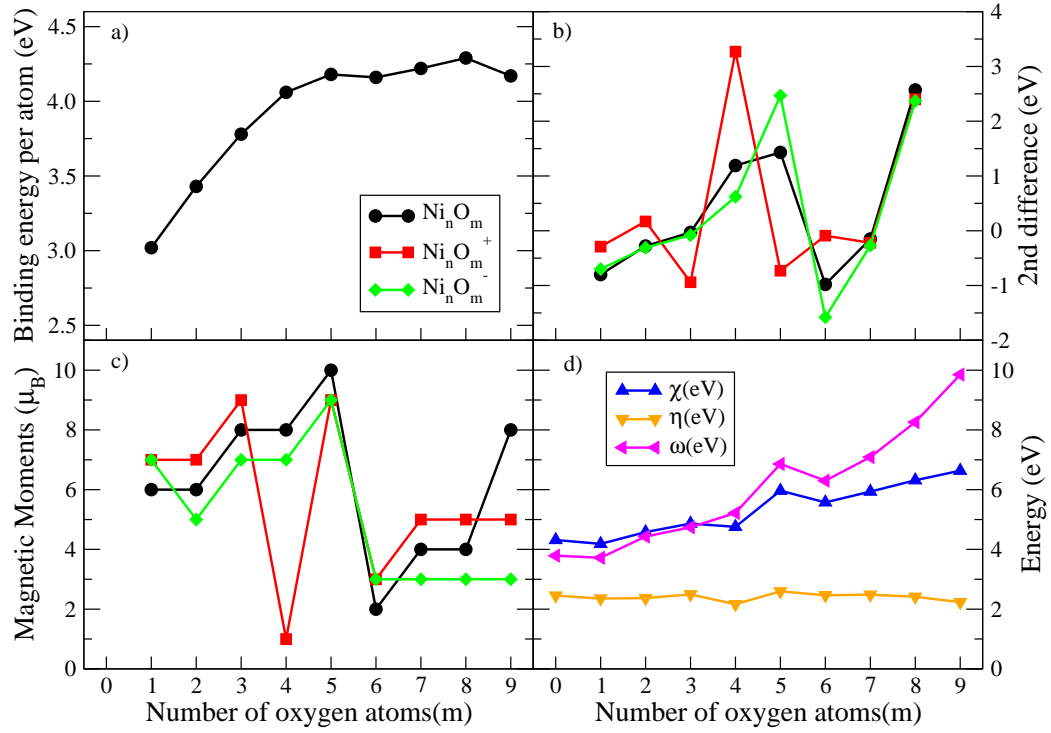 a)
4.5
4.0
3.5
3.0
2.5
Binding energy per atom (eV)
NiₙOₘ
NiₙOₘ⁺
NiₙOₘ⁻
b)
4
3
2
1
0
-1
-2
2nd difference (eV)
c)
10
8
6
4
2
0
Magnetic Moments (μ_B)
0 1 2 3 4 5 6 7 8 9
Number of oxygen atoms(m)
d)
χ(eV)
η(eV)
ω(eV)
10
8
6
4
2
0
Energy (eV)
0 1 2 3 4 5 6 7 8 9
Number of oxygen atoms(m)